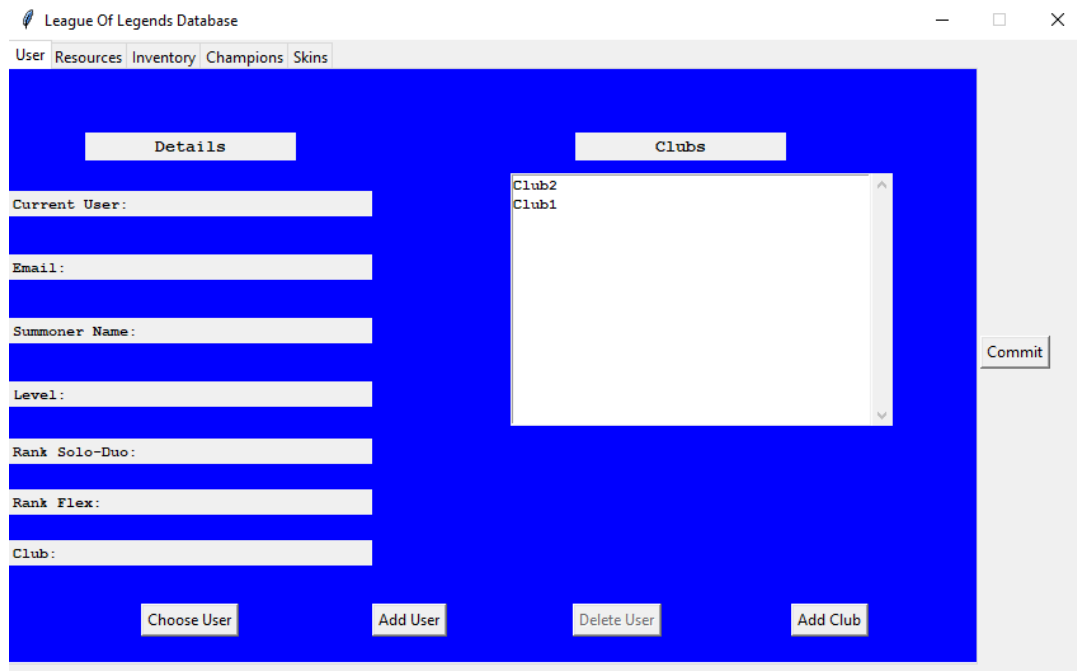 League Of Legends Database
User Resources Inventory Champions Skins
Details
Clubs
Current User:
Email:
Summoner Name:
Level:
Rank Solo-Duo:
Rank Flex:
Club:
Club2
Club1
Commit
Choose User
Add User
Delete User
Add Club